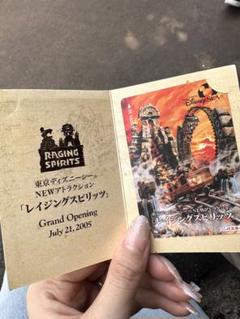 RAGING
SPIRITS
東京ディズニーシー®
NEWアトラクション
「レイジングスピリッツ」
Grand Opening
July 21, 2005
レイジングスピリッツ